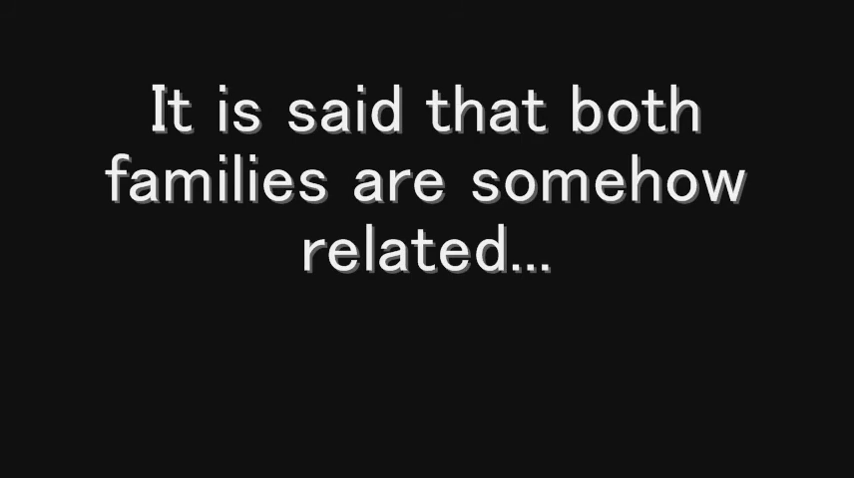 It is said that both
families are somehow
related...